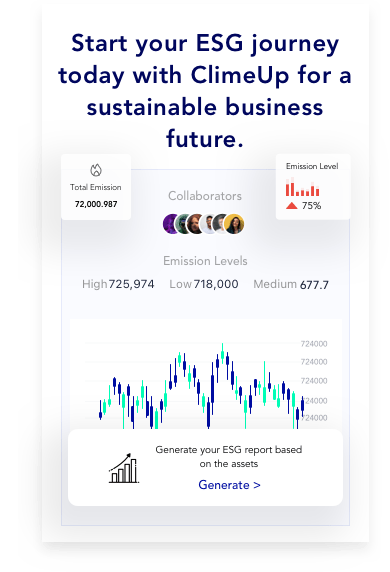 Start your ESG journey
today with ClimeUp for a
sustainable business
future.
Total Emission
72,000.987
Emission Level
75%
Collaborators
Emission Levels
High 725,974 Low 718,000 Medium 677.7
724000
724000
724000
724000
724000
Generate your ESG report based
on the assets
Generate >